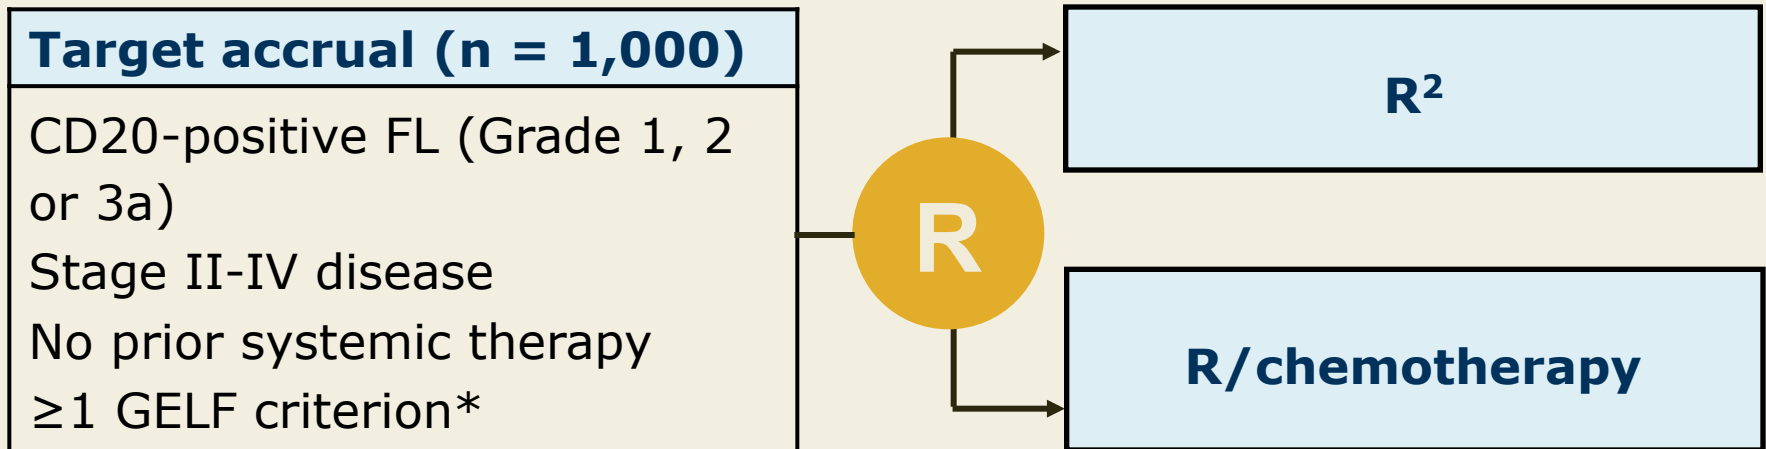 Target accrual (n = 1,000)
CD20-positive FL (Grade 1, 2
or 3a)
Stage II-IV disease
No prior systemic therapy
≥1 GELF criterion*
R
R²
R/chemotherapy